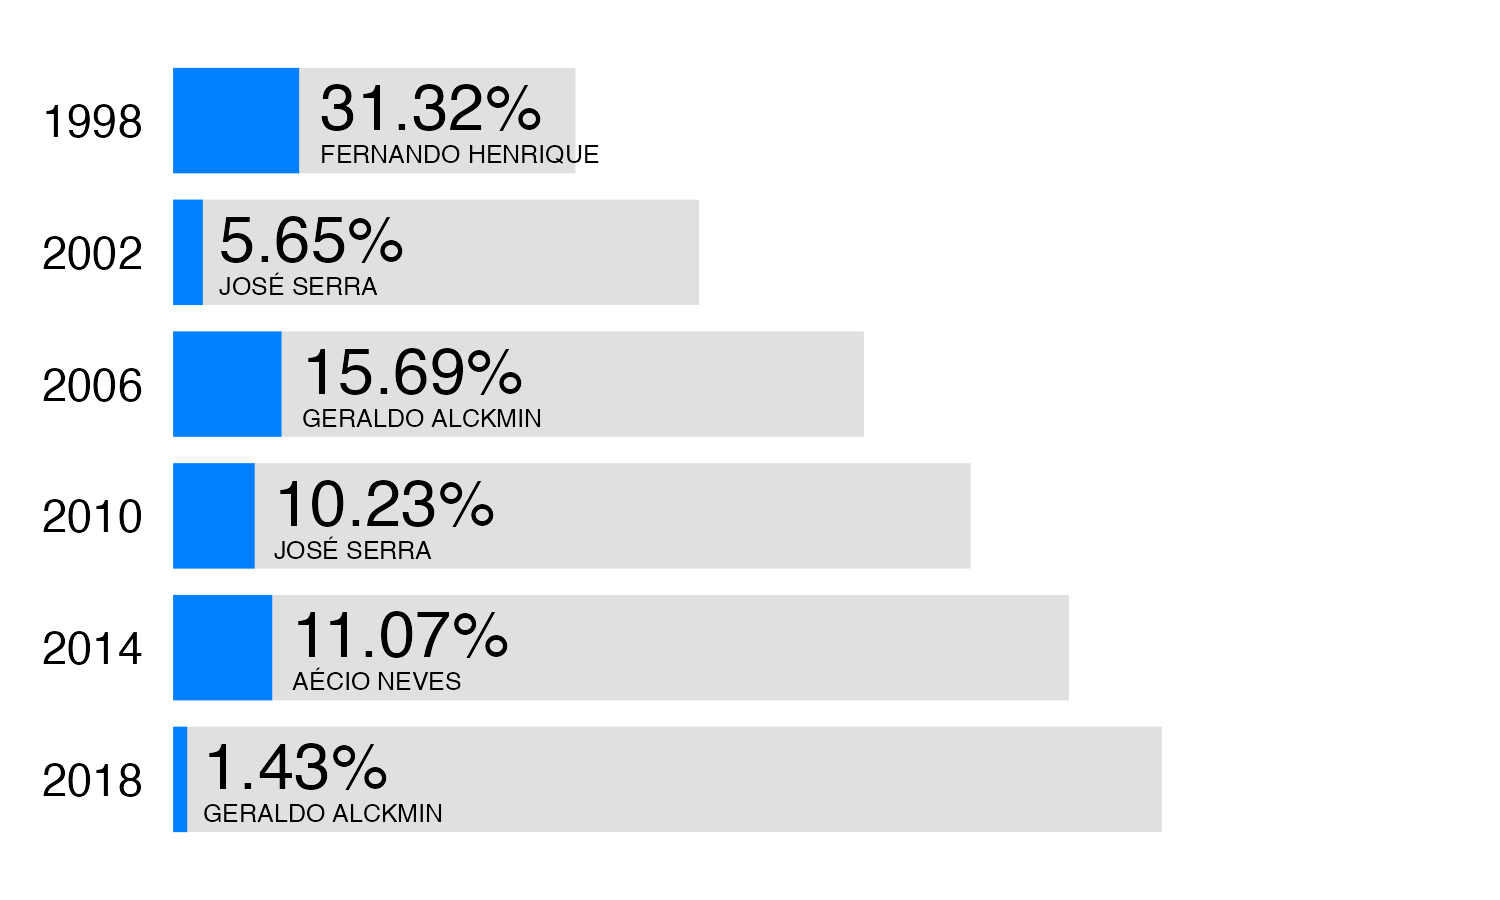 1998
31.32%
FERNANDO HENRIQUE
2002
5.65%
JOSÉ SERRA
2006
15.69%
GERALDO ALCKMIN
2010
10.23%
JOSÉ SERRA
2014
11.07%
AÉCIO NEVES
2018
1.43%
GERALDO ALCKMIN